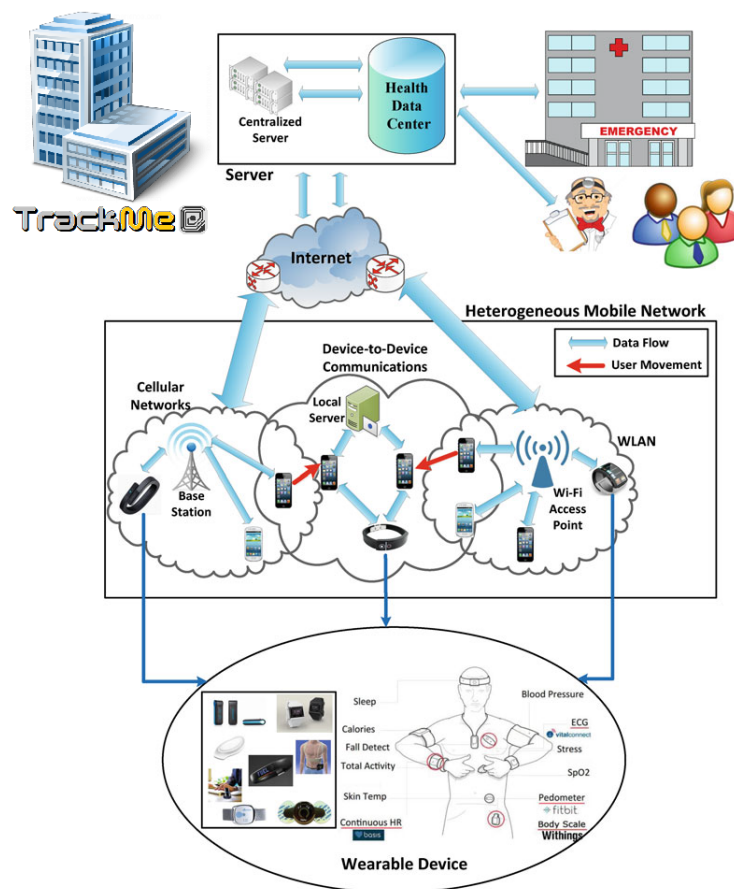 TrackMe
Health
Data
Center
Centralized
Server
Server
EMERGENCY
Internet
Heterogeneous Mobile Network
Data Flow
User Movement
Device-to-Device
Communications
Cellular
Networks
Local
Server
WLAN
Base
Station
Wi-Fi
Access
Point
Sleep
Blood Pressure
Calories
ECG
vitalconnect
Fall Detect
Stress
Total Activity
SpO2
Skin Temp
Pedometer
fitbit.
Continuous HR
basis
Body Scale
Withings
Wearable Device